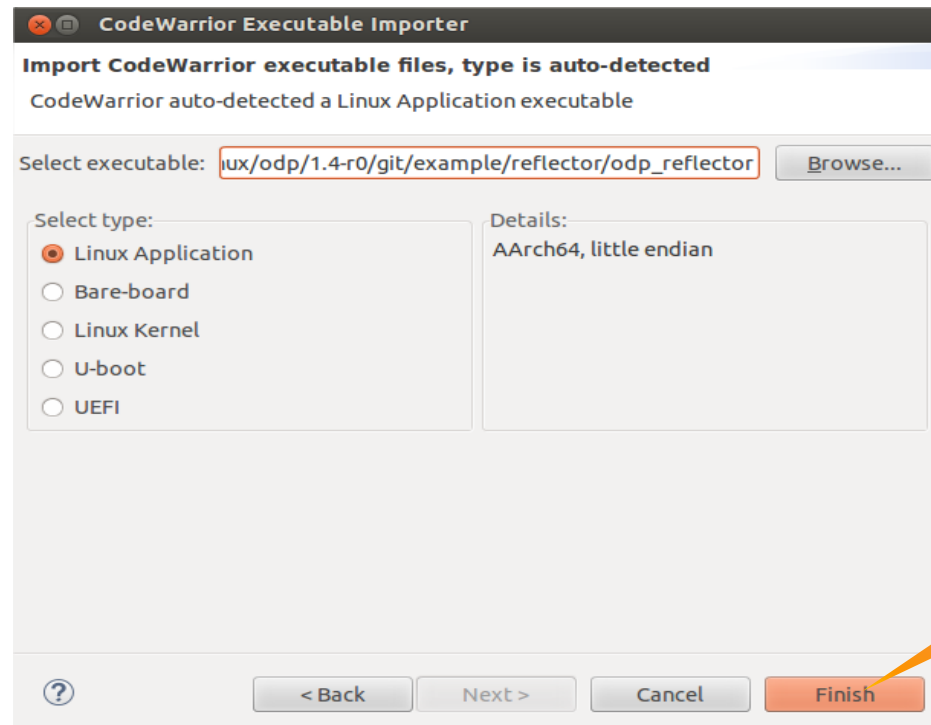 CodeWarrior Executable Importer
Import CodeWarrior executable files, type is auto-detected
CodeWarrior auto-detected a Linux Application executable
Select executable: ux/odp/1.4-r0/git/example/reflector/odp_reflector Browse...
Select type: Details:
Linux Application AArch64, little endian
Bare-board
Linux Kernel
U-boot
UEFI
? < Back Next > Cancel Finish